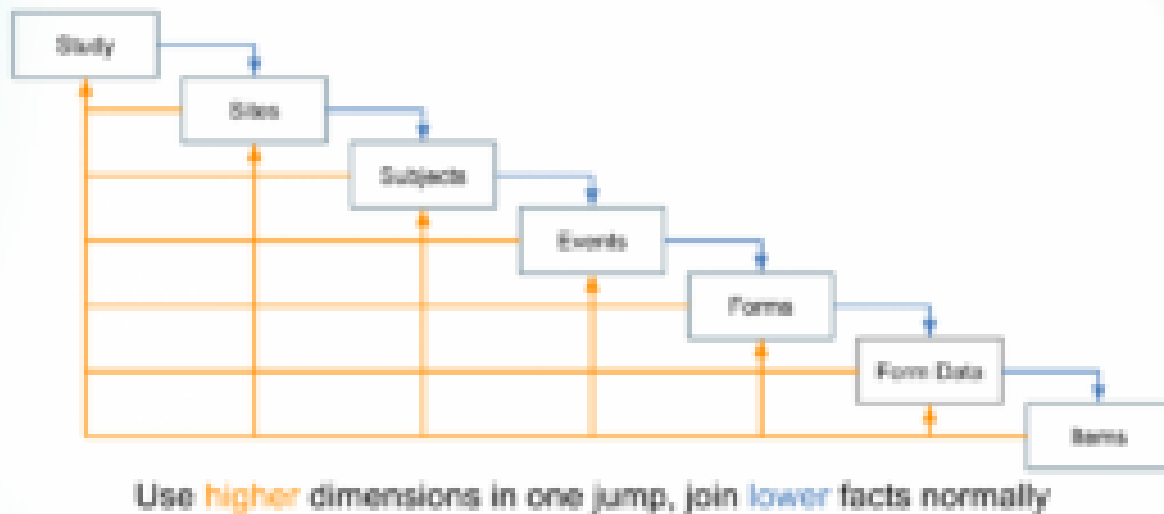 Study
Sites
Subjects
Events
Forms
Form Data
Items
Use higher dimensions in one jump, join lower facts normally